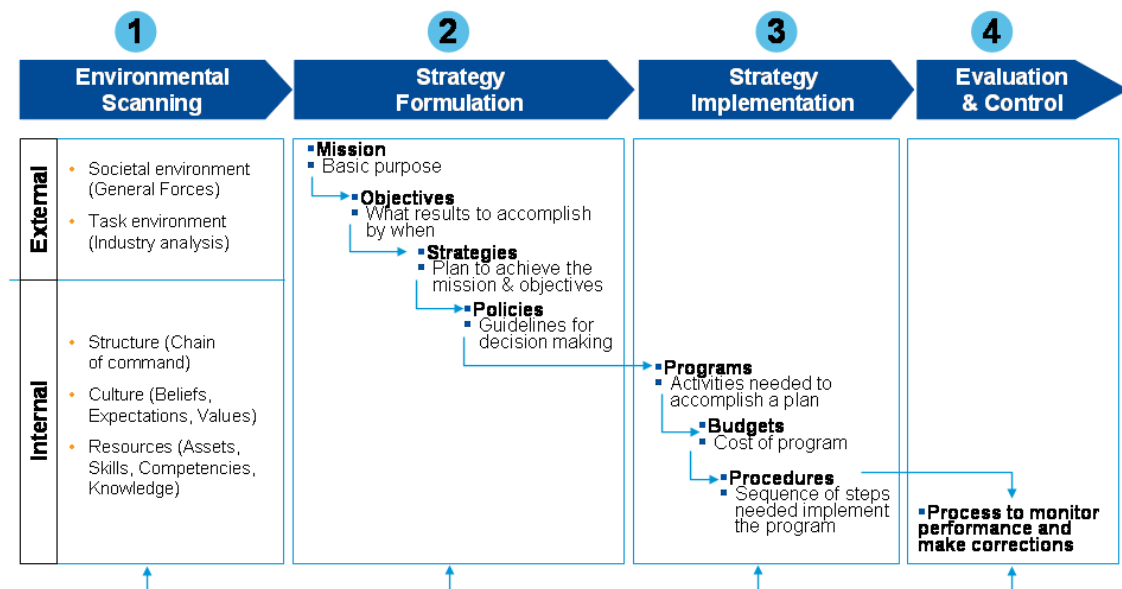 1
2
3
4
Environmental
Scanning
Strategy
Formulation
Strategy
Implementation
Evaluation
& Control
External
Societal environment
(General Forces)
Task environment
(Industry analysis)
Internal
Structure (Chain
of command)
Culture (Beliefs,
Expectations, Values)
Resources (Assets,
Skills, Competencies,
Knowledge)
Mission
Basic purpose
Objectives
What results to accomplish
by when
Strategies
Plan to achieve the
mission & objectives
Policies
Guidelines for
decision making
Programs
Activities needed to
accomplish a plan
Budgets
Cost of program
Procedures
Sequence of steps
needed implement
the program
Process to monitor
performance and
make corrections